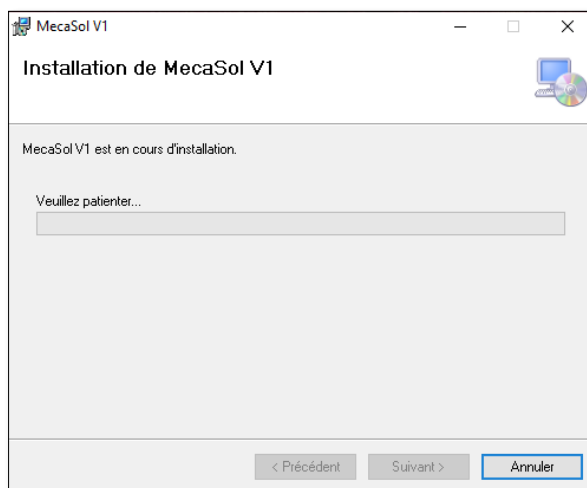 MecaSol V1
Installation de MecaSol V1
MecaSol V1 est en cours d'installation.
Veuillez patienter...
< Précédent
Suivant >
Annuler